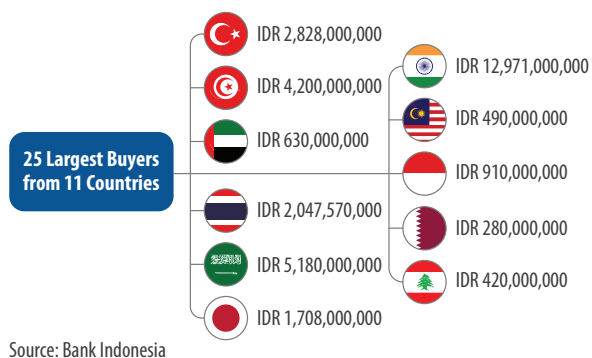 25 Largest Buyers
from 11 Countries
IDR 2,828,000,000
IDR 4,200,000,000
IDR 630,000,000
IDR 2,047,570,000
IDR 5,180,000,000
IDR 1,708,000,000
IDR 12,971,000,000
IDR 490,000,000
IDR 910,000,000
IDR 280,000,000
IDR 420,000,000
Source: Bank Indonesia